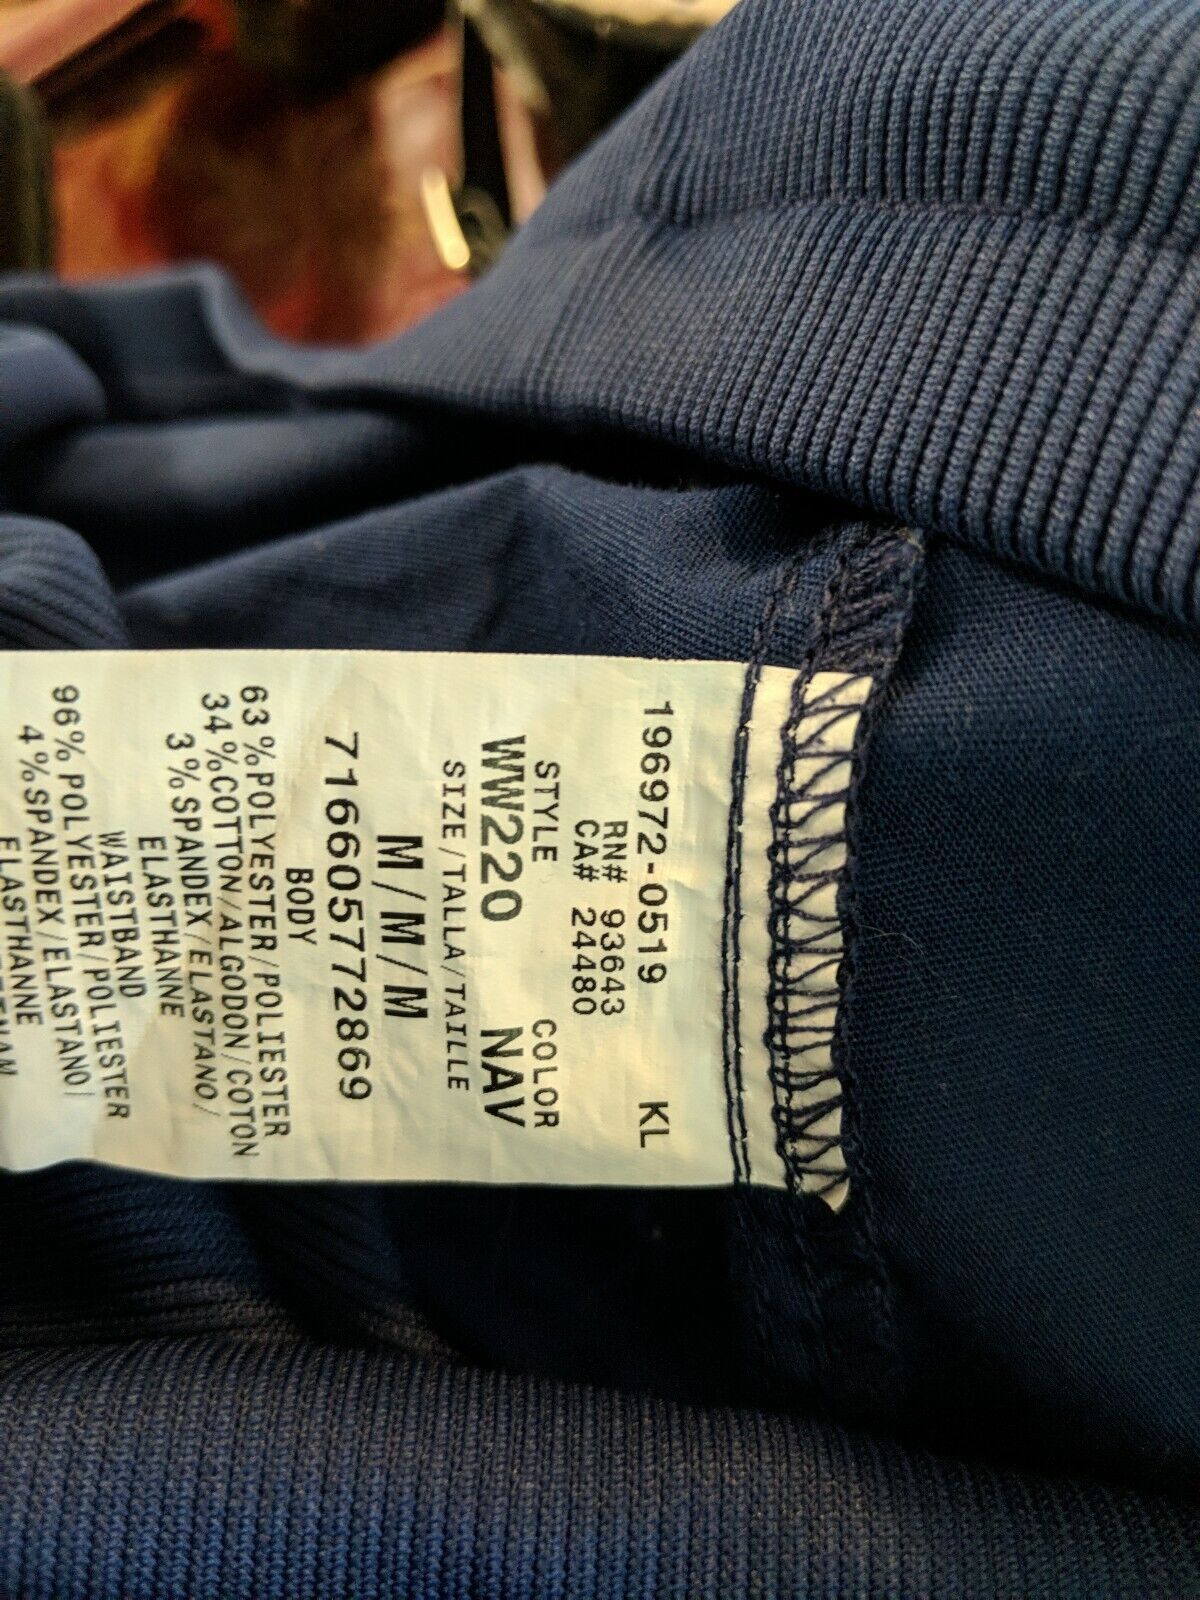 196972-0519 KL
RN# 93643
CA# 24480
STYLE COLOR
WW220 NAV
SIZE/TALLA/TAILLE
M/M/M
716605772869
BODY
63%POLYESTER/POLIESTER
34%COTTON/ALGODON/COTON
3%SPANDEX/ELASTANO/
ELASTHANNE
WAISTBAND
96%POLYESTER/POLIESTER
4%SPANDEX/ELASTANO/
ELASTHANNE